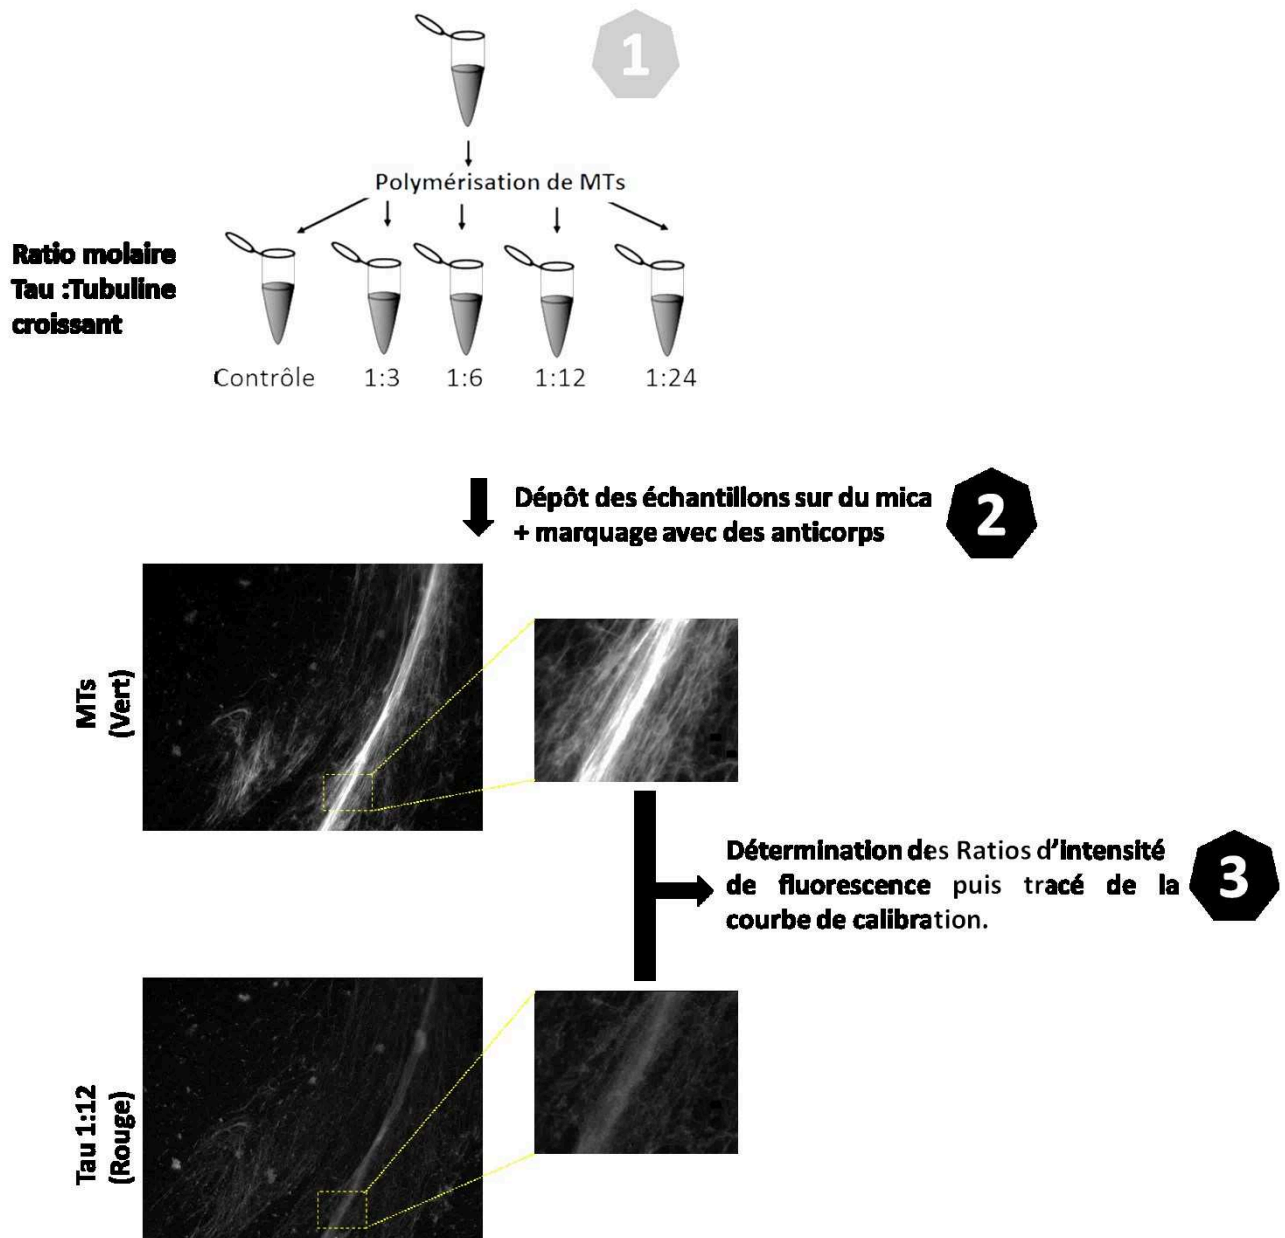 1
Polymérisation de MTs
Ratio molaire
Tau :Tubuline
croissant
Contrôle 1:3 1:6 1:12 1:24
Dépôt des échantillons sur du mica
+ marquage avec des anticorps
2
MTs
(Vert)
Détermination des Ratios d'intensité
de fluorescence puis tracé de la
courbe de calibration.
3
Tau 1:12
(Rouge)